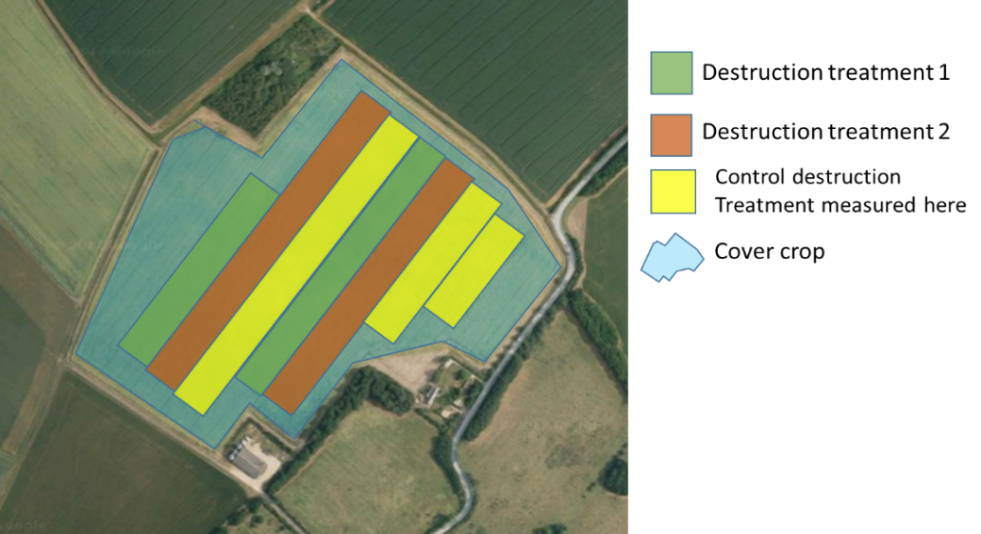 Destruction treatment 1
Destruction treatment 2
Control destruction
Treatment measured here
Cover crop